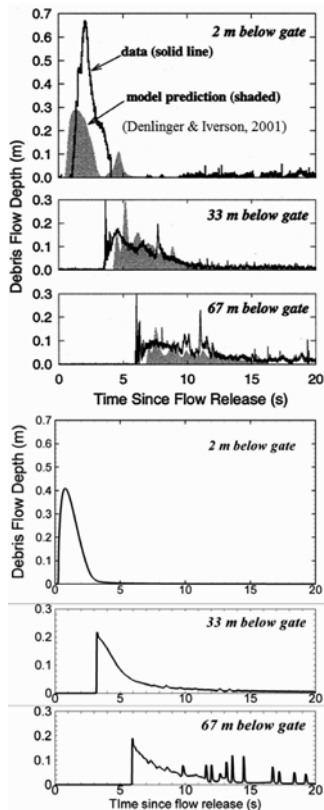 2 m below gate
data (solid line)
model prediction (shaded)
(Denlinger & Iverson, 2001)
0.7
0.6
0.5
0.4
0.3
0.2
0.1
0.0
Debris Flow Depth (m)
33 m below gate
0.3
0.2
0.1
0.0
67 m below gate
0.3
0.2
0.1
0.0
0 5 10 15 20
Time Since Flow Release (s)
2 m below gate
0.7
0.6
0.5
0.4
0.3
0.2
0.1
0
0 5 10 15 20
Debris Flow Depth (m)
33 m below gate
0.3
0.2
0.1
0
0 5 10 15 20
67 m below gate
0.3
0.2
0.1
0
0 5 10 15 20
TIme since flow release (s)